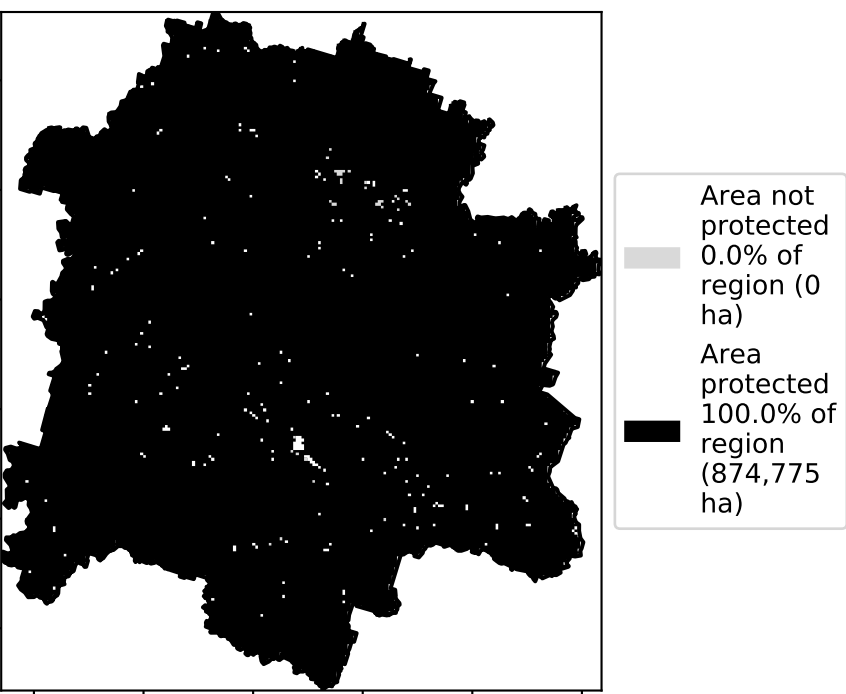 Area not
protected
0.0% of
region (0
ha)
Area
protected
100.0% of
region
(874,775
ha)